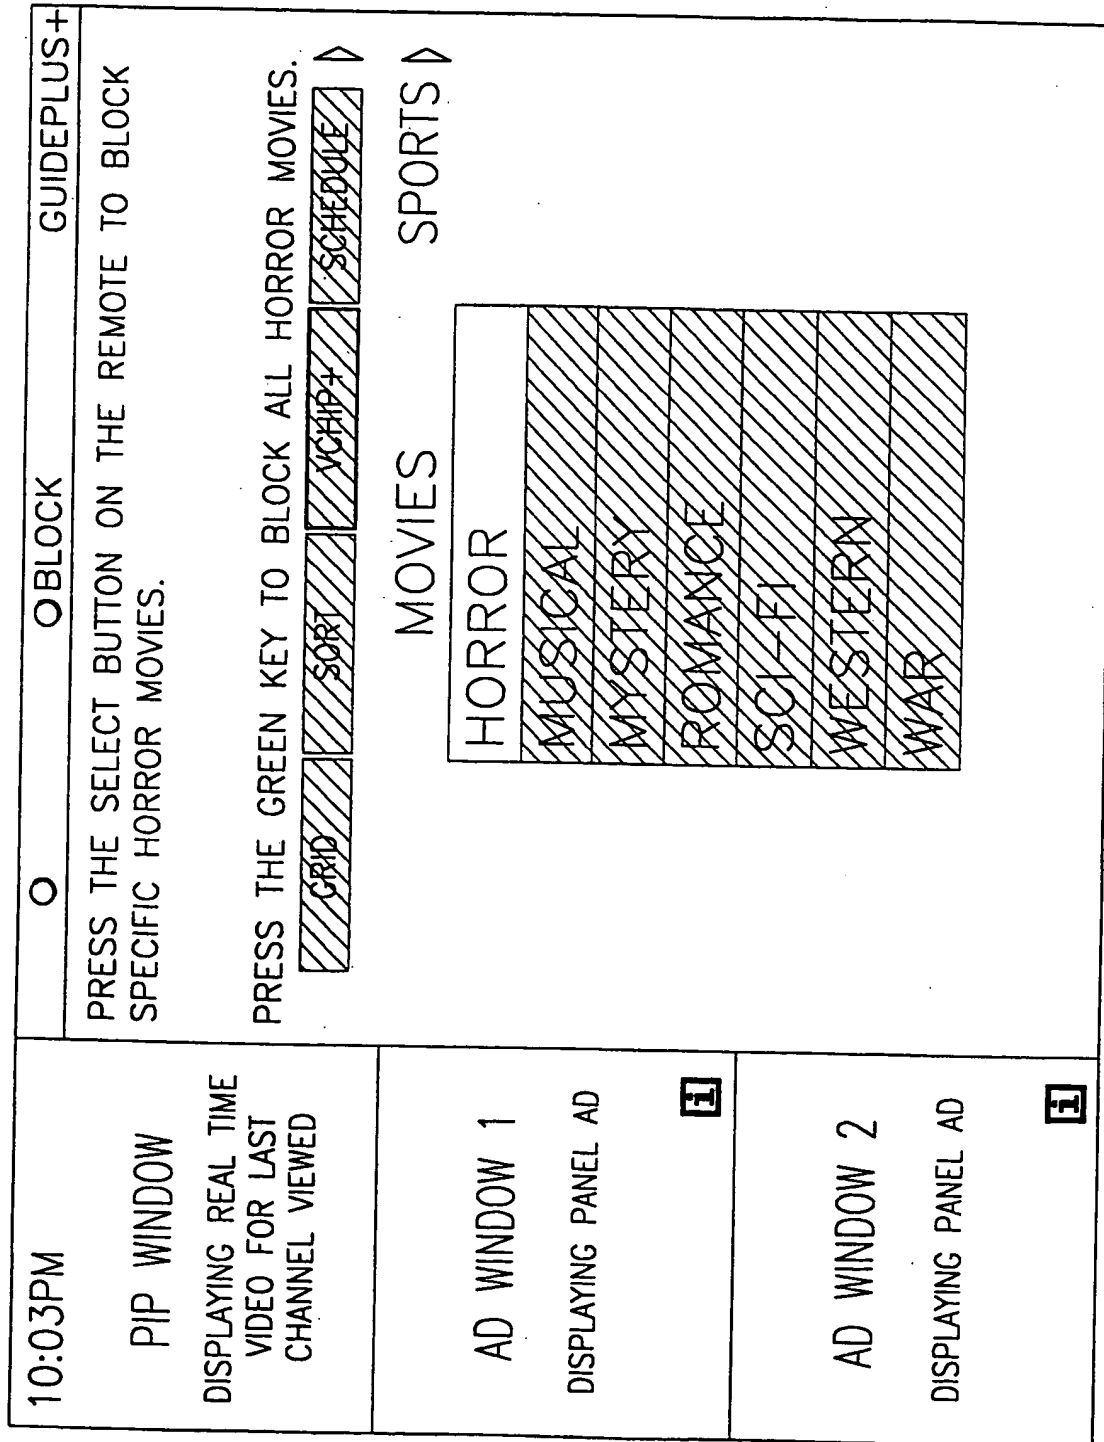 10:03PM
PIP WINDOW
DISPLAYING REAL TIME
VIDEO FOR LAST
CHANNEL VIEWED
AD WINDOW 1
DISPLAYING PANEL AD
i
AD WINDOW 2
DISPLAYING PANEL AD
i
BLOCK GUIDEPLUS+
PRESS THE SELECT BUTTON ON THE REMOTE TO BLOCK
SPECIFIC HORROR MOVIES.
PRESS THE GREEN KEY TO BLOCK ALL HORROR MOVIES.
GRID SORT VCHIP+ SCHEDULE
MOVIES SPORTS
HORROR
MUSICAL
MYSTERY
ROMANCE
SCI-FI
WESTERN
WAR